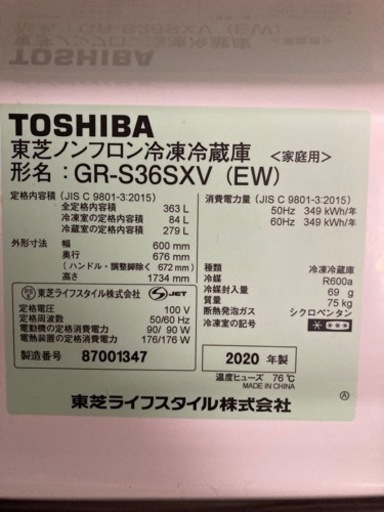 TOSHIBA
東芝ノンフロン冷凍冷蔵庫 <家庭用>
形名：GR-S36SXV (EW)
定格内容積 (JIS C 9801-3:2015)
全定格内容積 363 L
冷凍室の定格内容積 84 L
冷蔵室の定格内容積 279 L
外形寸法 幅 600 mm
奥行 676 mm
(ハンドル・調整脚除く 672 mm)
高さ 1734 mm
消費電力量 (JIS C 9801-3:2015)
50Hz 349 kWh/年
60Hz 349 kWh/年
東芝ライフスタイル株式会社 JET
定格電圧 100 V
定格周波数 50/60 Hz
電動機の定格消費電力 90/ 90 W
電熱装置の定格消費電力 176/176 W
種類 冷凍冷蔵庫
冷媒 R600a
冷媒封入量 69 g
質量 75 kg
断熱発泡ガス シクロペンタン
冷凍室の記号 * ***
製造番号 87001347
2020 年製
温度ヒューズ 76℃
MADE IN CHINA
東芝ライフスタイル株式会社 Ⓐ